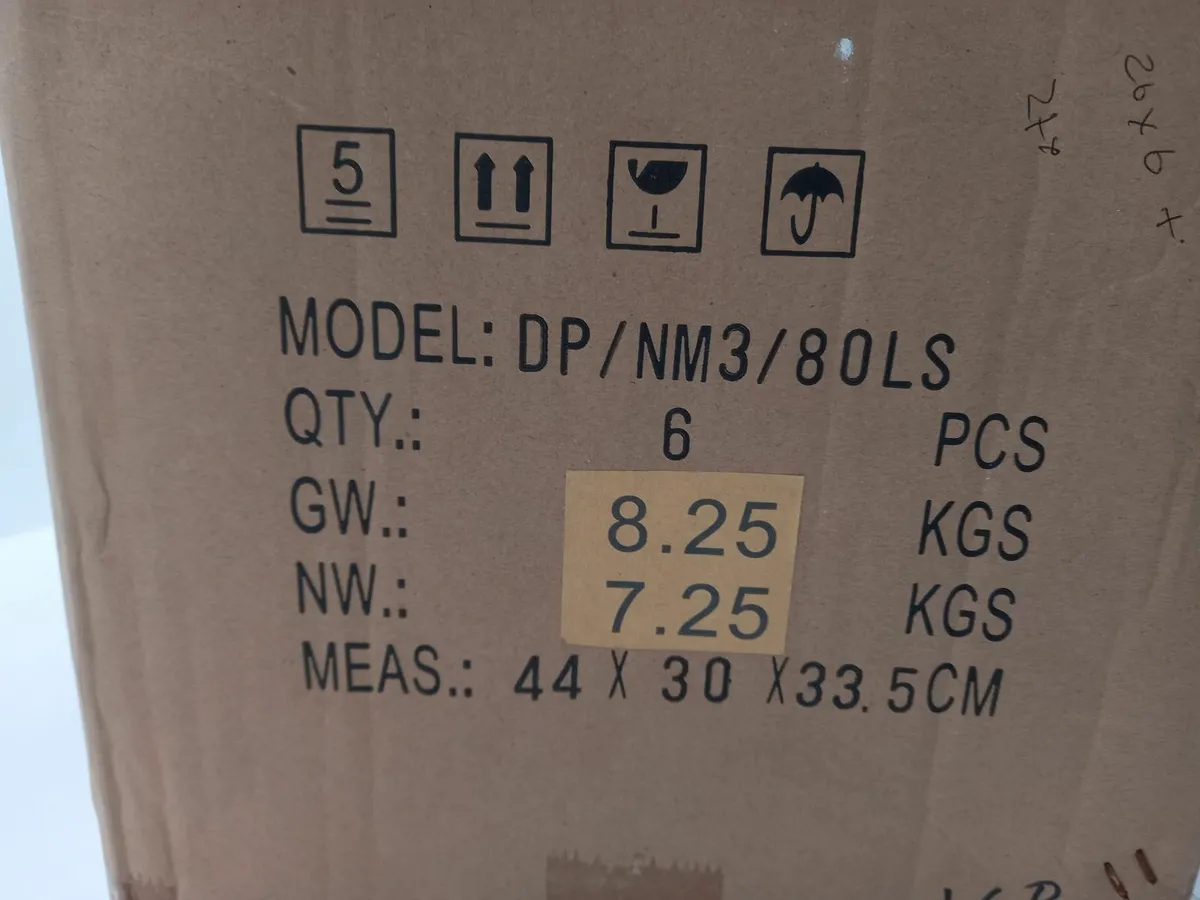 5
MODEL: DP/NM3/80LS
QTY.: 6 PCS
GW.: 8.25 KGS
NW.: 7.25 KGS
MEAS.: 44 X 30 X 33.5CM